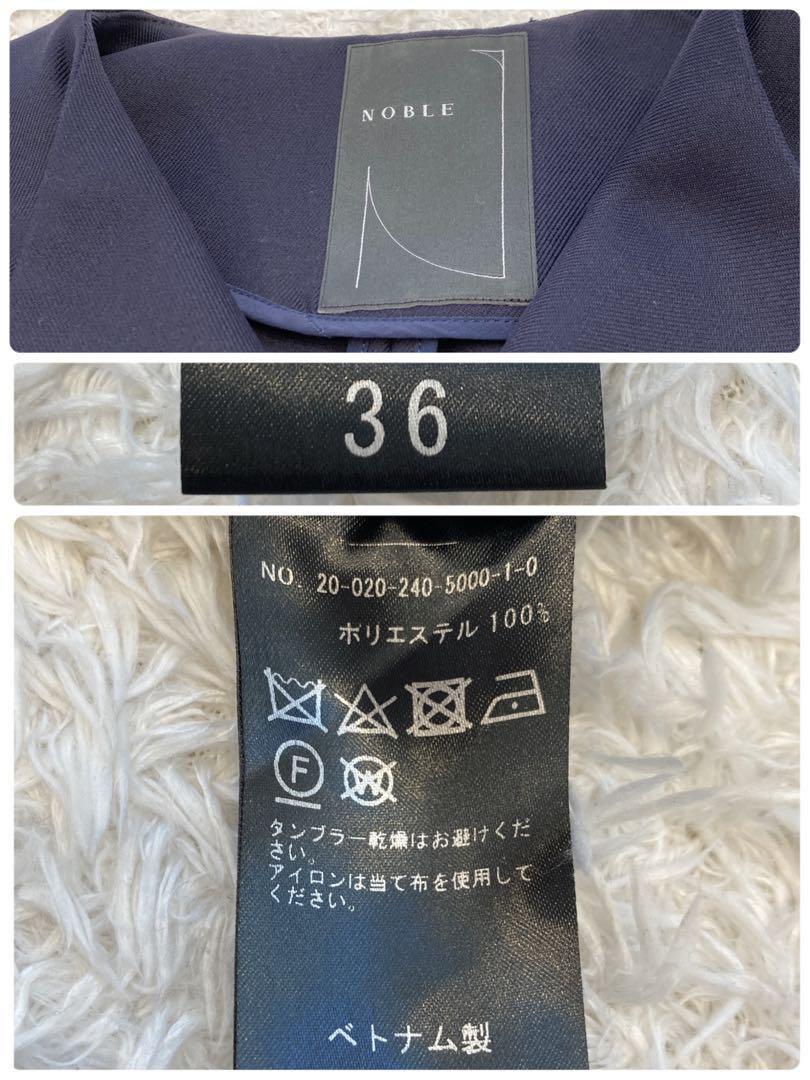 NOBLE
36
NO. 20-020-240-5000-1-0
ポリエステル 100%
F
W
タンブラー乾燥はお避けくだ
さい。
アイロンは当て布を使用して
ください。
ベトナム製